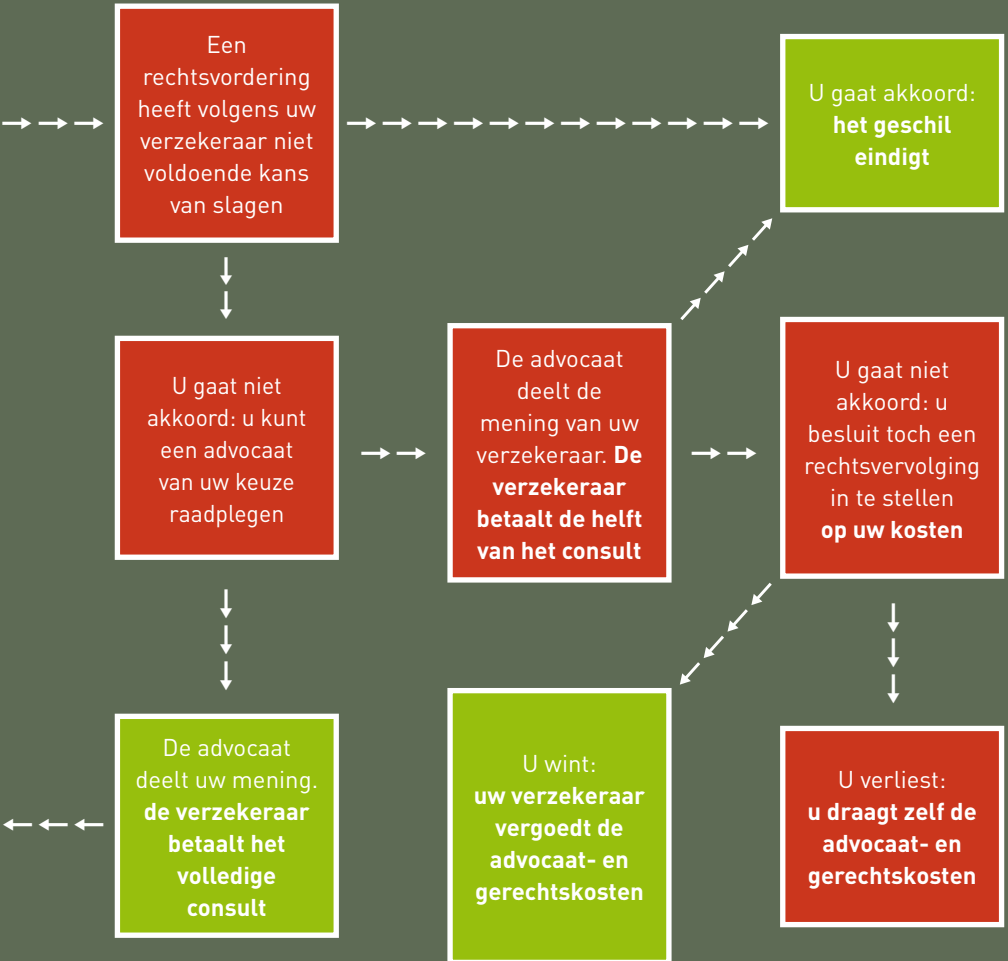 Een
rechtsvordering
heeft volgens uw
verzekeraar niet
voldoende kans
van slagen
U gaat akkoord:
het geschil
eindigt
U gaat niet
akkoord: u kunt
een advocaat
van uw keuze
raadplegen
De advocaat
deelt de
mening van uw
verzekeraar. De
verzekeraar
betaalt de helft
van het consult
U gaat niet
akkoord: u
besluit toch een
rechtsvervolging
in te stellen
op uw kosten
De advocaat
deelt uw mening.
de verzekeraar
betaalt het
volledige
consult
U wint:
uw verzekeraar
vergoedt de
advocaat- en
gerechtskosten
U verliest:
u draagt zelf de
advocaat- en
gerechtskosten